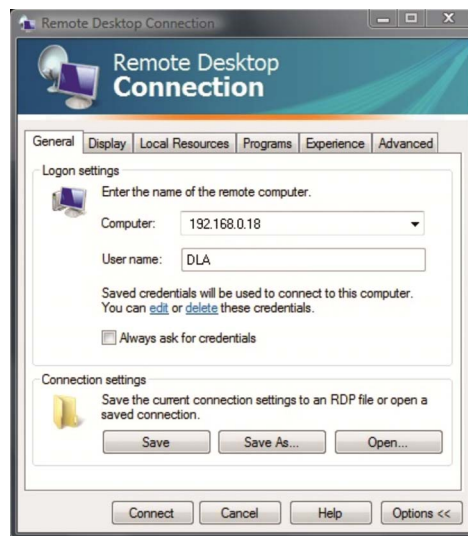 Remote Desktop Connection
Remote Desktop
Connection
General Display Local Resources Programs Experience Advanced
Logon settings
Enter the name of the remote computer.
Computer: 192.168.0.18
User name: DLA
Saved credentials will be used to connect to this computer.
You can edit or delete these credentials.
Always ask for credentials
Connection settings
Save the current connection settings to an RDP file or open a
saved connection.
Save Save As... Open...
Connect Cancel Help Options <<